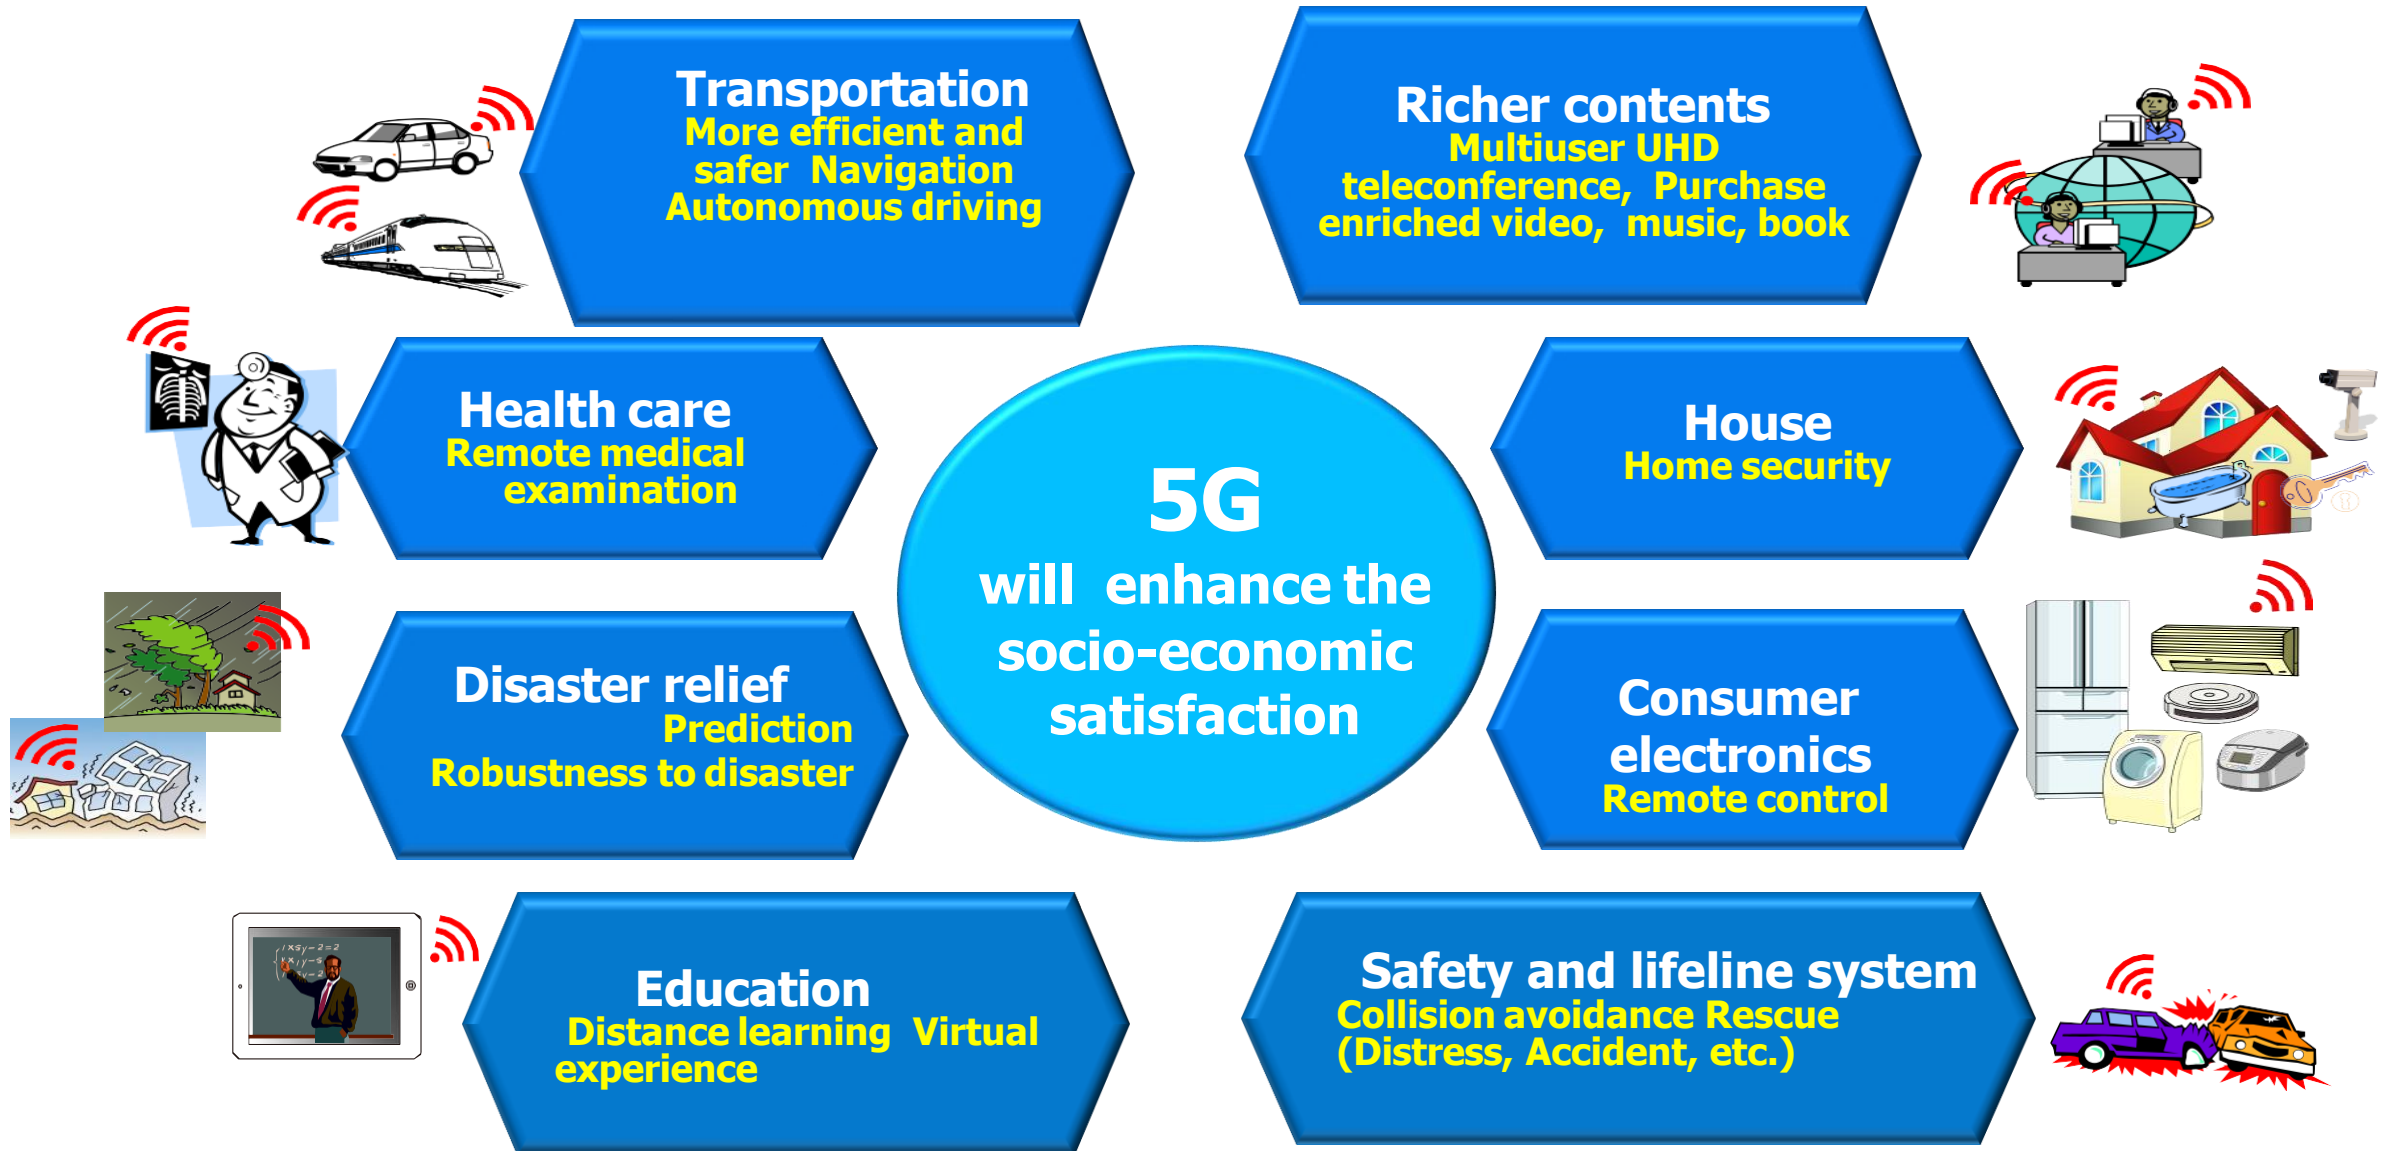 Transportation
More efficient and
safer Navigation
Autonomous driving
Richer contents
Multiuser UHD
teleconference, Purchase
enriched video, music, book
Health care
Remote medical
examination
5G
will enhance the
socio-economic
satisfaction
House
Home security
Disaster relief
Prediction
Robustness to disaster
Consumer
electronics
Remote control
Education
Distance learning Virtual
experience
Safety and lifeline system
Collision avoidance Rescue
(Distress, Accident, etc.)